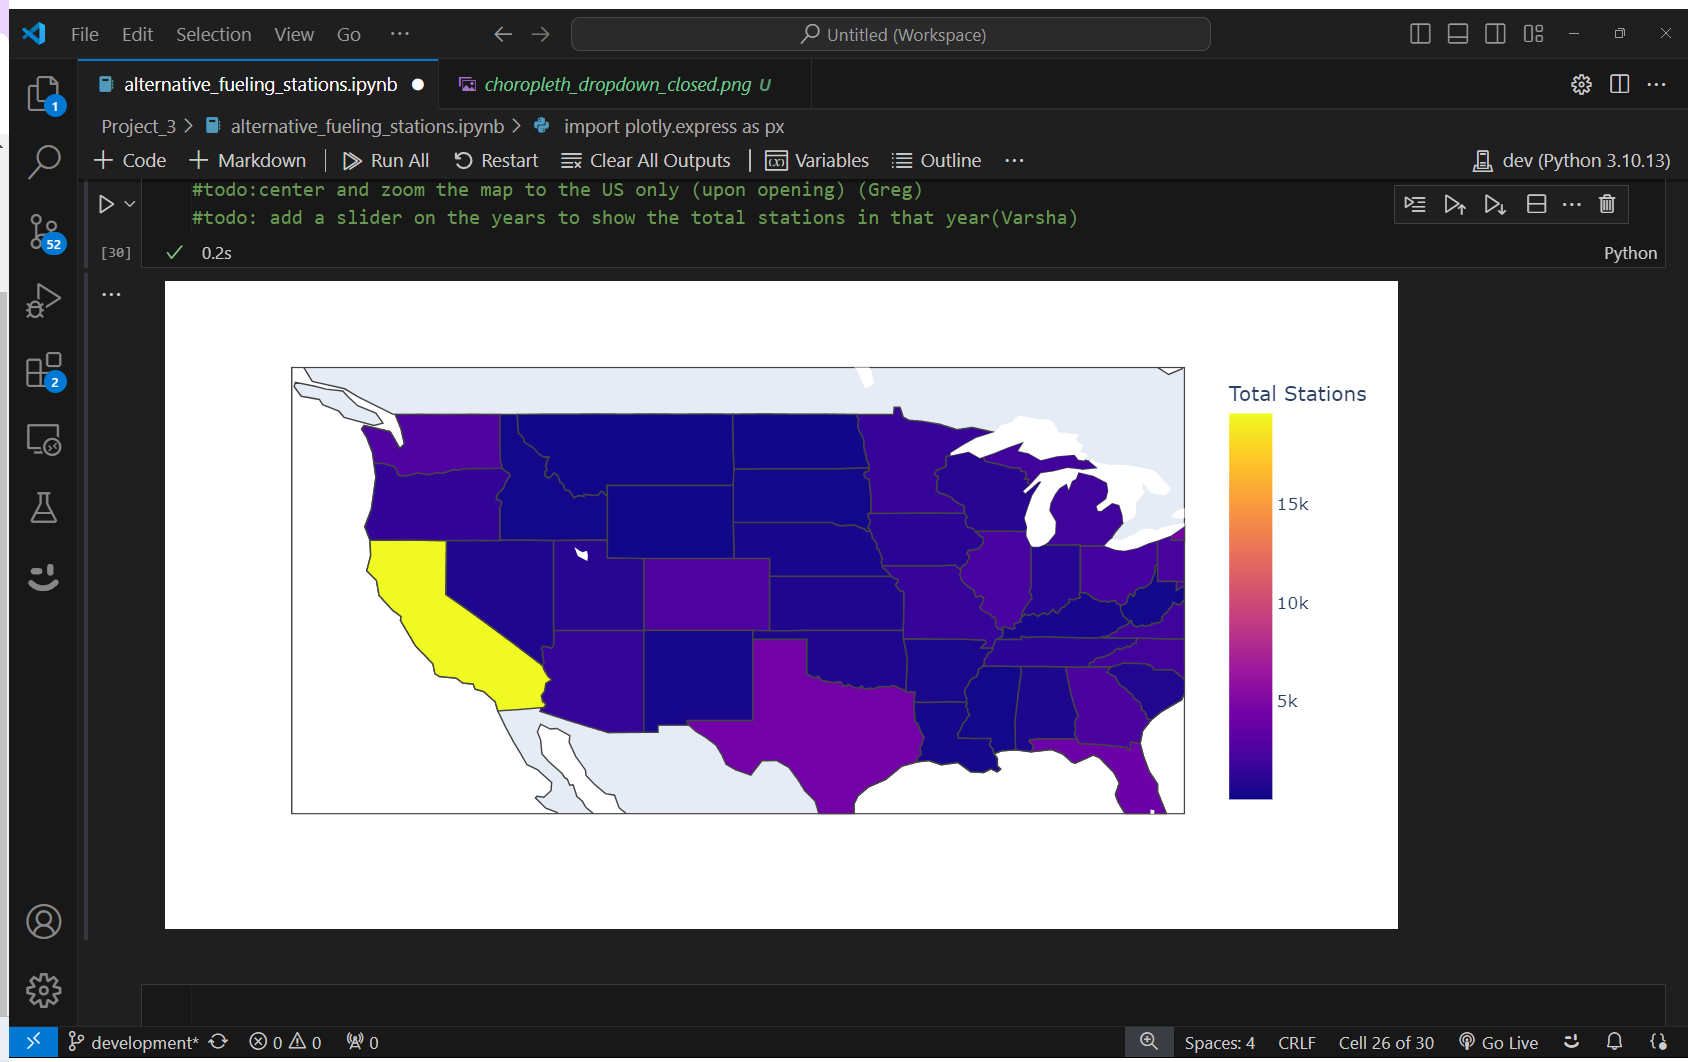 File Edit Selection View Go ··· Untitled (Workspace)
alternative_fueling_stations.ipynb choropleth_dropdown_closed.png U
1
Project_3 > alternative_fueling_stations.ipynb > import plotly.express as px
Code Markdown Run All Restart Clear All Outputs Variables Outline ··· dev (Python 3.10.13)
#todo:center and zoom the map to the US only (upon opening) (Greg)
#todo: add a slider on the years to show the total stations in that year(Varsha)
52
[30] 0.2s Python
2
Total Stations
15k
10k
5k
development* 0 0 0 Spaces: 4 CRLF Cell 26 of 30 Go Live